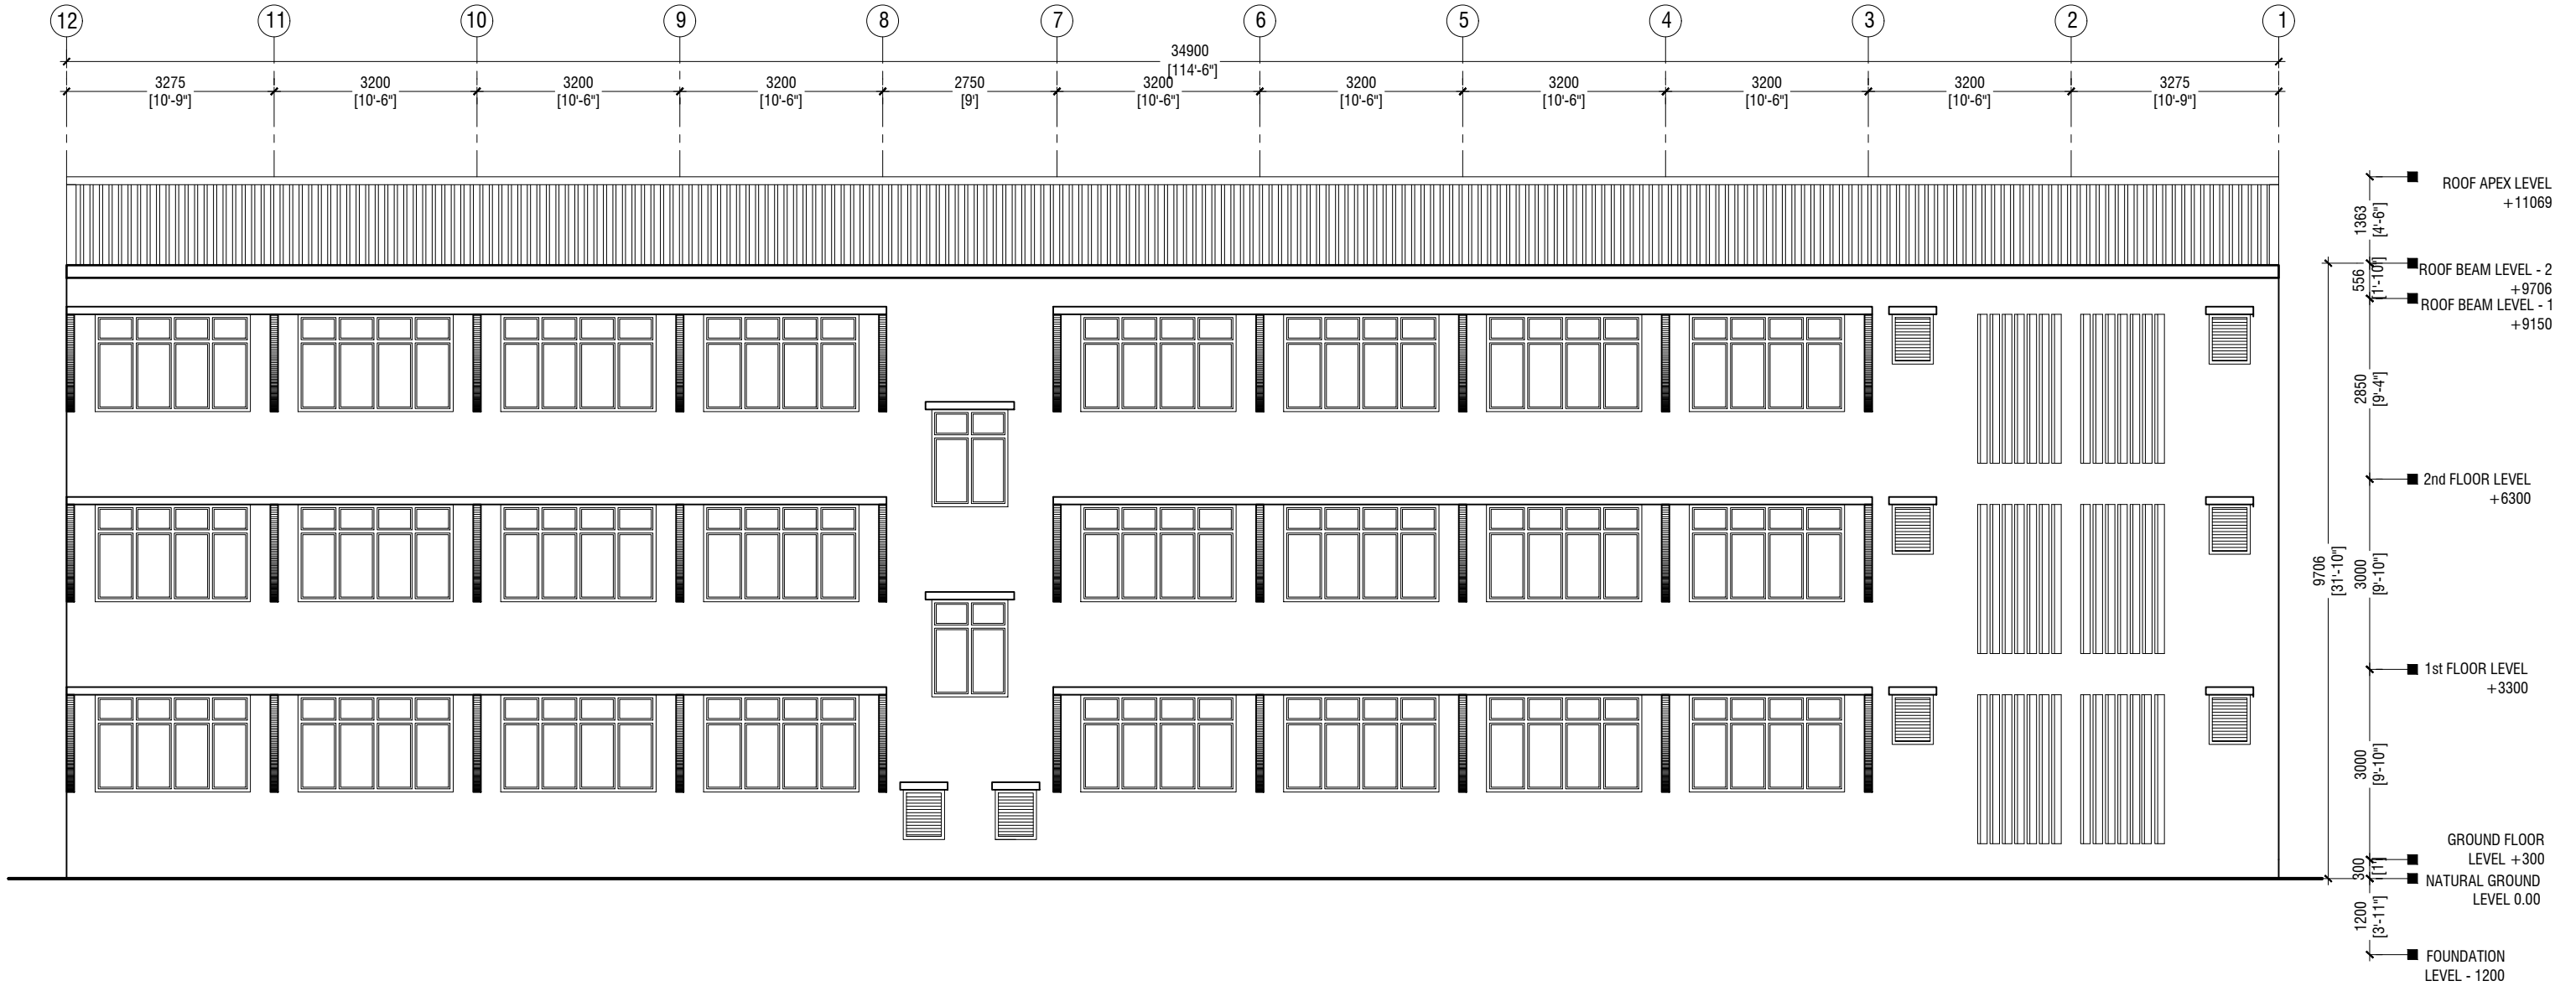 12 11 10 9 8 7 6 5 4 3 2 1
34900
[114'-6"]
3275 3200 3200 3200 2750 3200 3200 3200 3200 3200 3275
[10'-9"] [10'-6"] [10'-6"] [10'-6"] [9'] [10'-6"] [10'-6"] [10'-6"] [10'-6"] [10'-6"] [10'-9"]
ROOF APEX LEVEL
+11069
1363
[4'-6"]
ROOF BEAM LEVEL - 2
+9706
556
[1'-10"]
ROOF BEAM LEVEL - 1
+9150
2850
[9'-4"]
2nd FLOOR LEVEL
+6300
9706
[31'-10"]
3000
[9'-10"]
1st FLOOR LEVEL
+3300
3000
[9'-10"]
GROUND FLOOR
LEVEL +300
300
[1']
NATURAL GROUND
LEVEL 0.00
1200
[3'-11"]
FOUNDATION
LEVEL - 1200